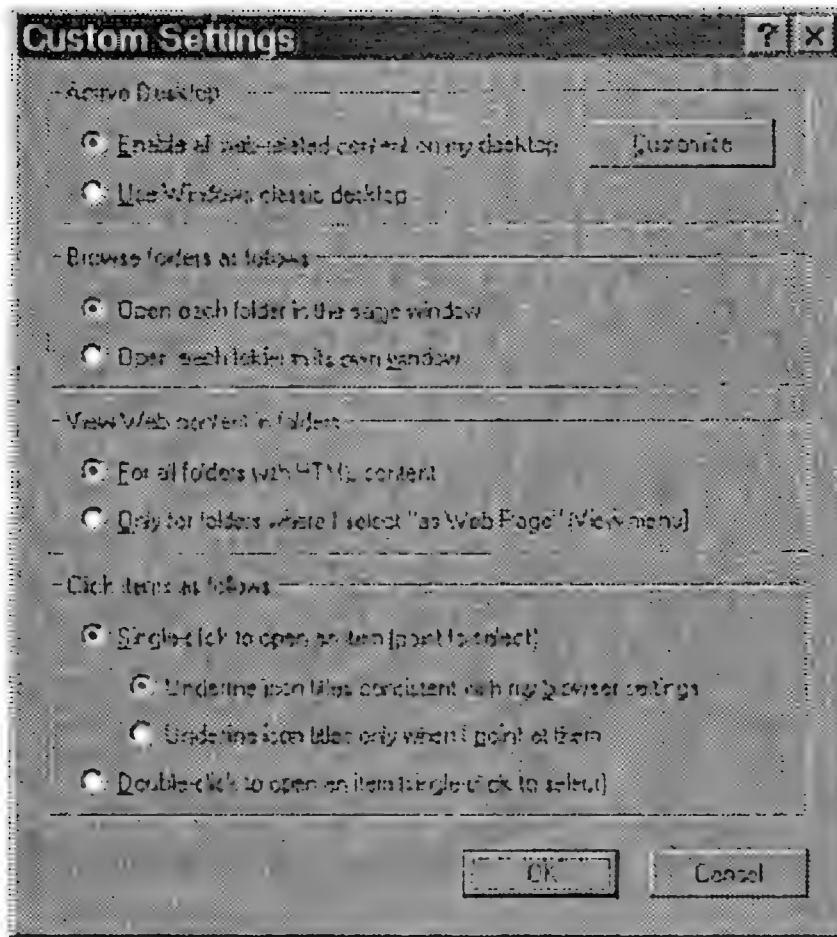 Custom Settings ? ×
Active Desktop
Enable all web-related content on my desktop
Customize
Use Windows classic desktop
Browse folders as follows
Open each folder in the same window
Open each folder in its own window
View Web content in folders
For all folders with HTML content
Only for folders where I select "as Web Page" (View menu)
Click items as follows
Single-click to open an item (point to select)
Underline icon titles consistent with my browser settings
Underline icon titles only when I point at them
Double-click to open an item (single-click to select)
OK
Cancel